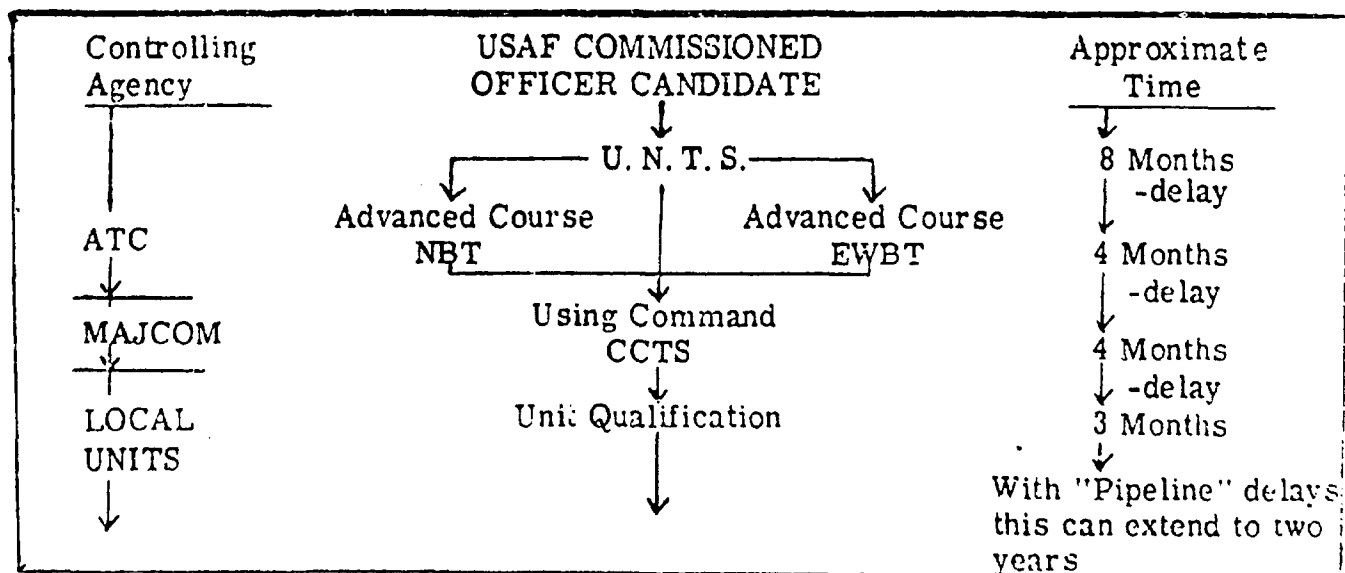 Controlling
Agency
USAF COMMISSIONED
OFFICER CANDIDATE
Approximate
Time
U. N. T. S.
8 Months
-delay
Advanced Course
NBT
Advanced Course
EWBT
ATC
4 Months
-delay
Using Command
CCTS
MAJCOM
4 Months
-delay
Unit Qualification
LOCAL
UNITS
3 Months
With "Pipeline" delays
this can extend to two
years